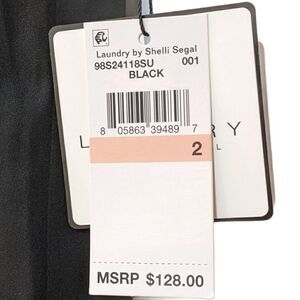 Laundry by Shelli Segal
98S24118SU 001
BLACK
8 05863 39489 7
2
MSRP $128.00
L R Y
L